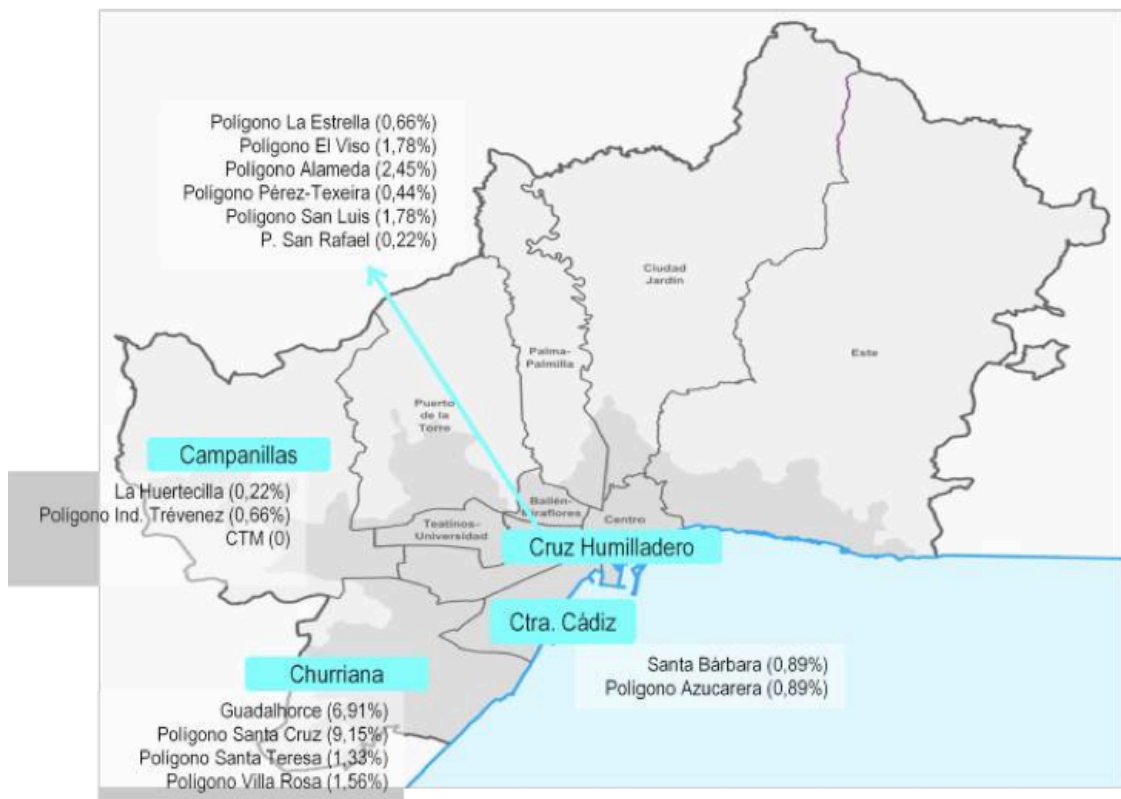 Polígono La Estrella (0,66%)
Polígono El Viso (1,78%)
Polígono Alameda (2,45%)
Polígono Pérez-Texeira (0,44%)
Polígono San Luis (1,78%)
P. San Rafael (0,22%)
Ciudad
Jardín
Este
Palma-
Palmilla
Puerto
de la
Torre
Campanillas
La Huertecilla (0,22%)
Polígono Ind. Trévenez (0,66%)
CTM (0)
Bailén-
Miraflores
Teatinos-
Universidad
Centro
Cruz Humilladero
Ctra. Cádiz
Santa Bárbara (0,89%)
Polígono Azucarera (0,89%)
Churriana
Guadalhorce (6,91%)
Polígono Santa Cruz (9,15%)
Polígono Santa Teresa (1,33%)
Polígono Villa Rosa (1,56%)